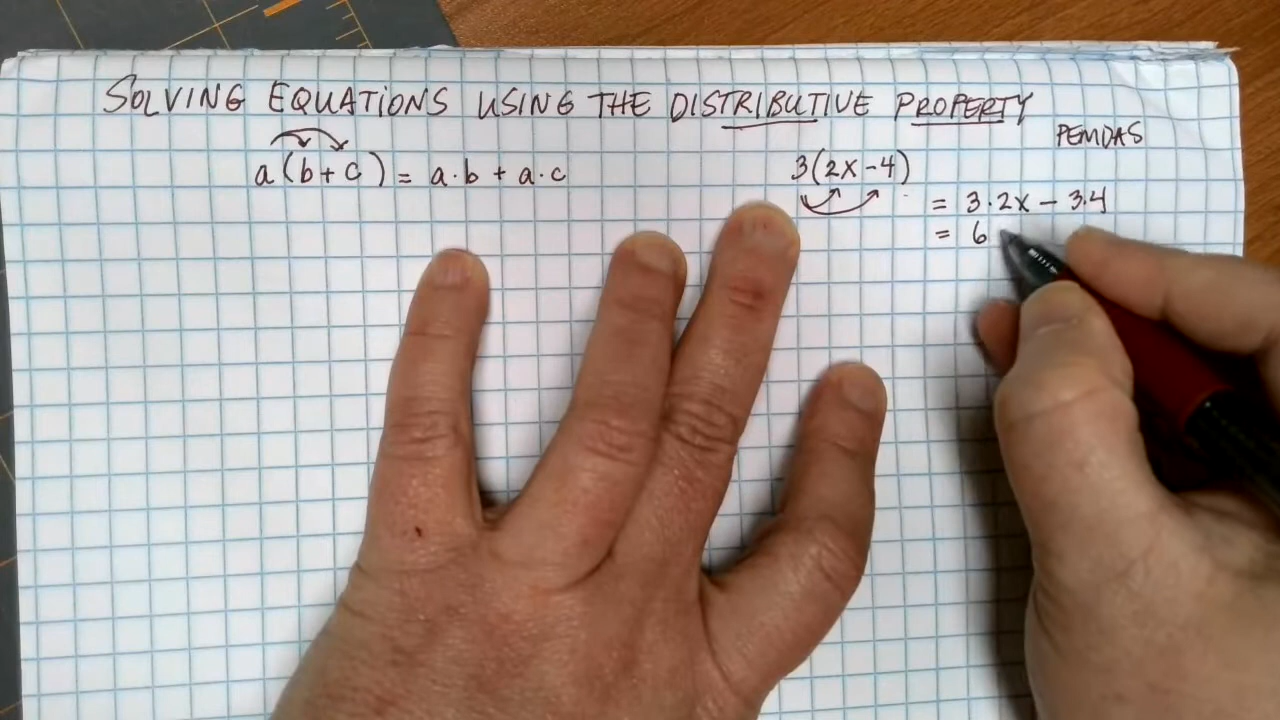 SOLVING EQUATIONS USING THE DISTRIBUTIVE PROPERTY
PEMDAS
a(b+c) = a·b + a·c
3(2x-4)
= 3·2x - 3·4
= 6